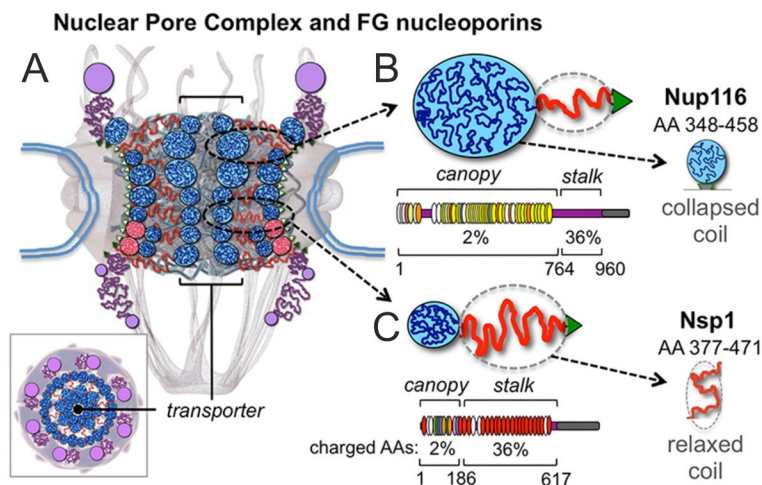 Nuclear Pore Complex and FG nucleoporins
A
B
Nup116
AA 348-458
canopy
stalk
collapsed
coil
2%
36%
1
764
960
C
Nsp1
AA 377-471
canopy
stalk
transporter
relaxed
coil
charged AAs:
2%
36%
1
186
617